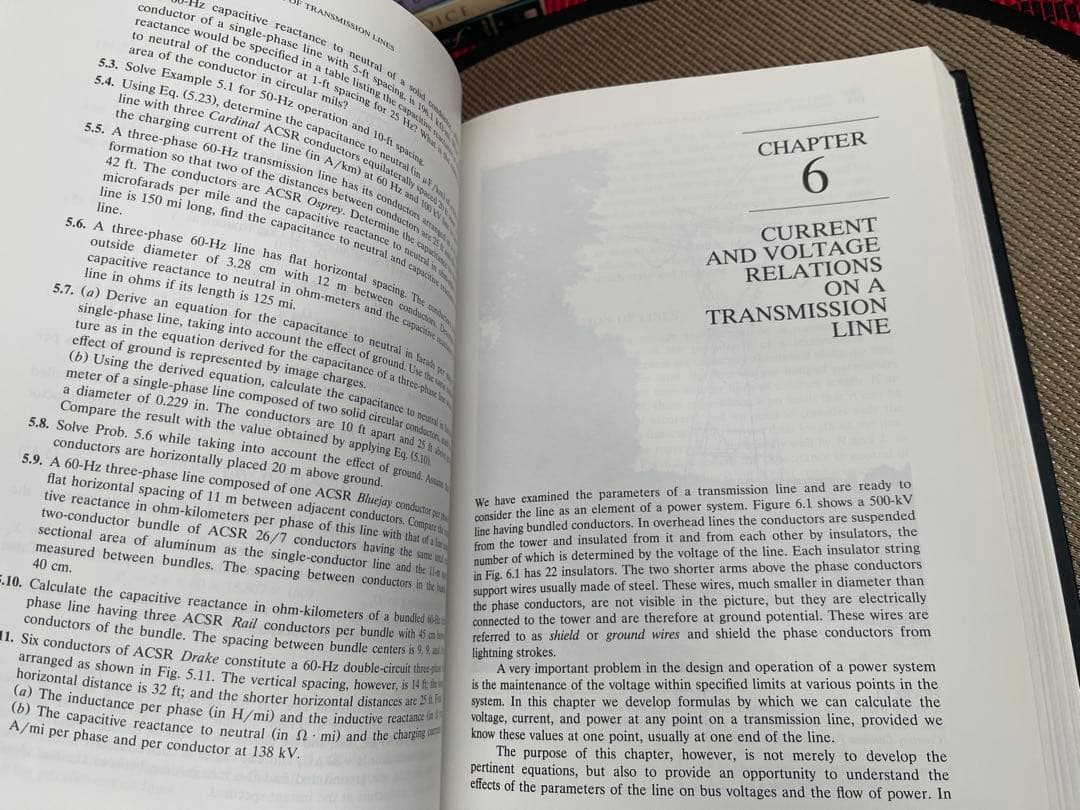 OF TRANSMISSION LINES
capacitive reactance to neutral of a solid
conductor of a single-phase line with 5-ft spacing, is 196.1
reactance would be specified in a table listing the capacitive
to neutral of the conductor at 1-ft spacing for 25 Hz? What is the
area of the conductor in circular mils?
5.3. Solve Example 5.1 for 50-Hz operation and 10-ft spacing.
5.4. Using Eq. (5.23), determine the capacitance to neutral (in μF/km)
line with three Cardinal ACSR conductors equilaterally spaced 20
the charging current of the line (in A/km) at 60 Hz and 100 kV
5.5. A three-phase 60-Hz transmission line has its conductors arranged
formation so that two of the distances between conductors are 25 ft
42 ft. The conductors are ACSR Osprey. Determine the capacitance
microfarads per mile and the capacitive reactance to neutral in
line is 150 mi long, find the capacitance to neutral and capacitive
line.
5.6. A three-phase 60-Hz line has flat horizontal spacing. The
outside diameter of 3.28 cm with 12 m between conductors.
capacitive reactance to neutral in ohm-meters and the capacitive
line in ohms if its length is 125 mi.
5.7. (a) Derive an equation for the capacitance to neutral in farads per
single-phase line, taking into account the effect of ground. Use the same
ture as in the equation derived for the capacitance of a three-phase
effect of ground is represented by image charges.
(b) Using the derived equation, calculate the capacitance to neutral
meter of a single-phase line composed of two solid circular
a diameter of 0.229 in. The conductors are 10 ft apart and 25 ft above
Compare the result with the value obtained by applying Eq. (5.10).
5.8. Solve Prob. 5.6 while taking into account the effect of ground. Assume
conductors are horizontally placed 20 m above ground.
5.9. A 60-Hz three-phase line composed of one ACSR Bluejay conductor per
flat horizontal spacing of 11 m between adjacent conductors. Compare the
tive reactance in ohm-kilometers per phase of this line with that of a
two-conductor bundle of ACSR 26/7 conductors having the same
sectional area of aluminum as the single-conductor line and the 11-m
measured between bundles. The spacing between conductors in the
40 cm.
5.10. Calculate the capacitive reactance in ohm-kilometers of a bundled
phase line having three ACSR Rail conductors per bundle with 45 cm
conductors of the bundle. The spacing between bundle centers is 9, 9, and
11. Six conductors of ACSR Drake constitute a 60-Hz double-circuit
arranged as shown in Fig. 5.11. The vertical spacing, however, is 14 ft;
horizontal distance is 32 ft; and the shorter horizontal distances are 25 ft.
(a) The inductance per phase (in H/mi) and the inductive reactance
(b) The capacitive reactance to neutral (in Ω · mi) and the charging
A/mi per phase and per conductor at 138 kV.
CHAPTER
6
CURRENT
AND VOLTAGE
RELATIONS
ON A
TRANSMISSION
LINE
We have examined the parameters of a transmission line and are ready to
consider the line as an element of a power system. Figure 6.1 shows a 500-kV
line having bundled conductors. In overhead lines the conductors are suspended
from the tower and insulated from it and from each other by insulators, the
number of which is determined by the voltage of the line. Each insulator string
in Fig. 6.1 has 22 insulators. The two shorter arms above the phase conductors
support wires usually made of steel. These wires, much smaller in diameter than
the phase conductors, are not visible in the picture, but they are electrically
connected to the tower and are therefore at ground potential. These wires are
referred to as shield or ground wires and shield the phase conductors from
lightning strokes.
A very important problem in the design and operation of a power system
is the maintenance of the voltage within specified limits at various points in the
system. In this chapter we develop formulas by which we can calculate the
voltage, current, and power at any point on a transmission line, provided we
know these values at one point, usually at one end of the line.
The purpose of this chapter, however, is not merely to develop the
pertinent equations, but also to provide an opportunity to understand the
effects of the parameters of the line on bus voltages and the flow of power. In